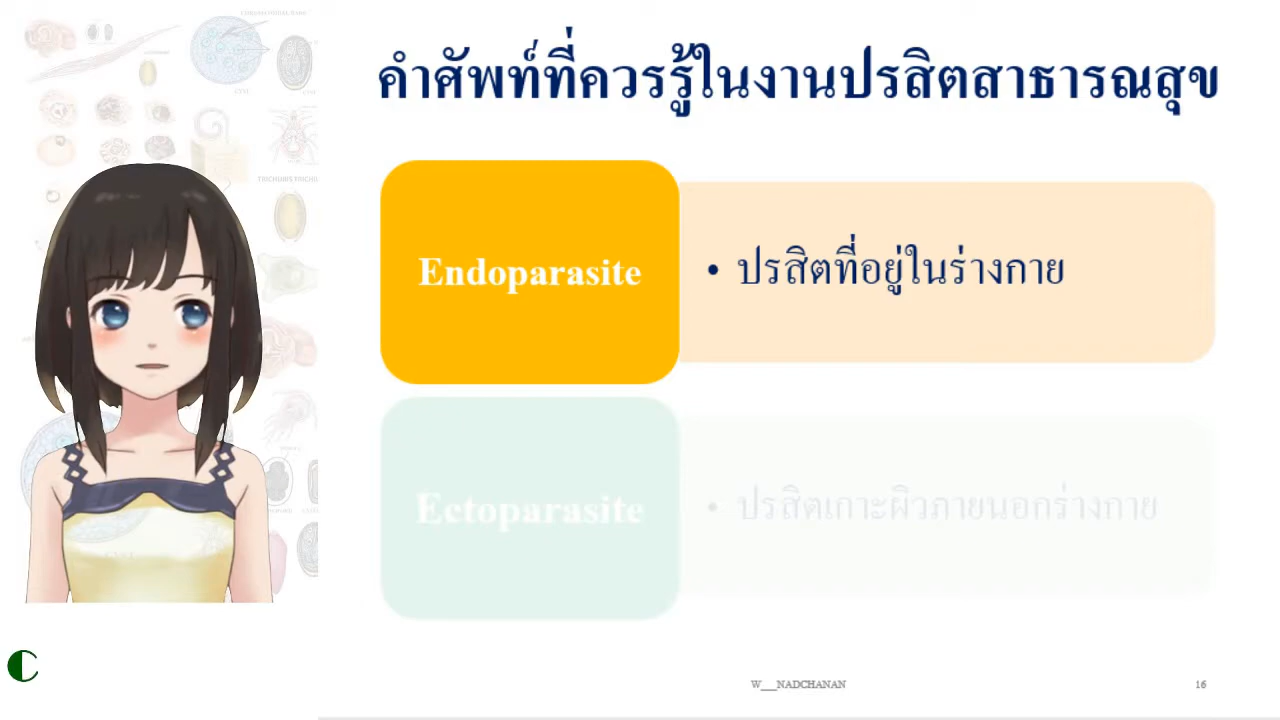 คำศัพท์ที่ควรรู้ในงานปรสิตสาธารณสุข
Endoparasite
• ปรสิตที่อยู่ในร่างกาย
Ectoparasite
• ปรสิตเกาะผิวภายนอกร่างกาย
W__NADCHANAN
16